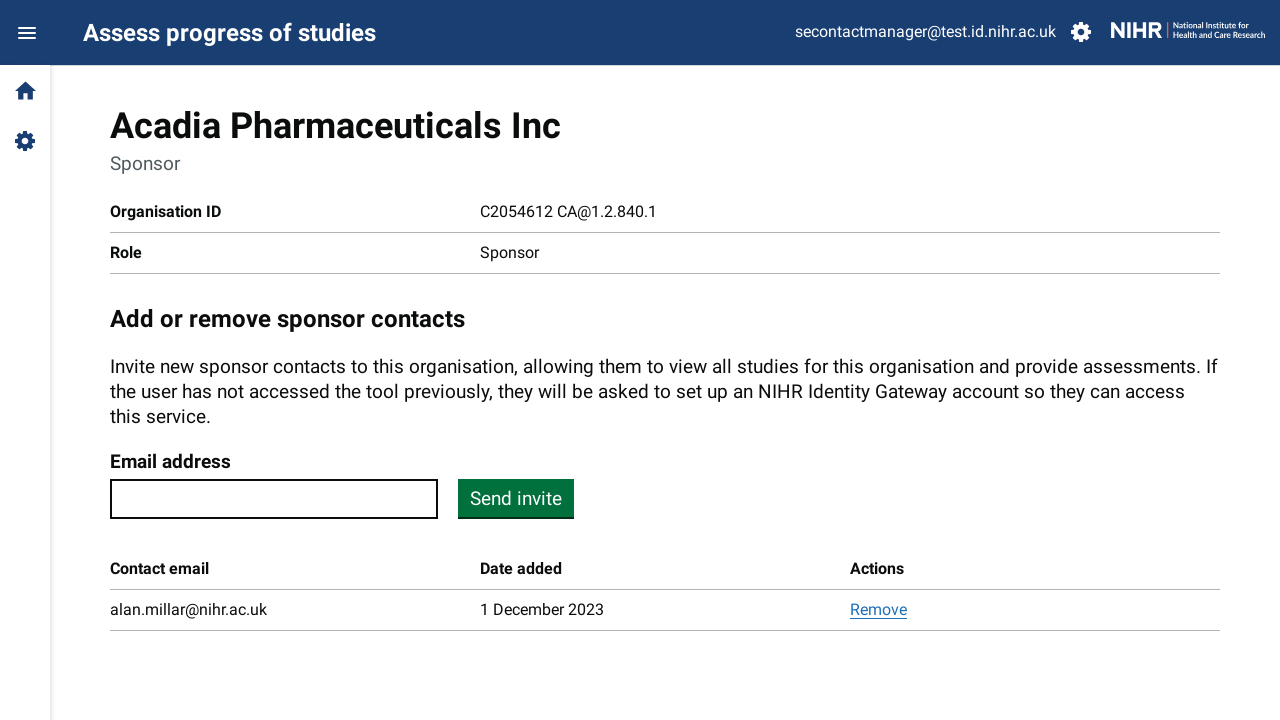 Assess progress of studies
secontactmanager@test.id.nihr.ac.uk
NIHR
National Institute for
Health and Care Research
Acadia Pharmaceuticals Inc
Sponsor
Organisation ID C2054612 CA@1.2.840.1
Role Sponsor
Add or remove sponsor contacts
Invite new sponsor contacts to this organisation, allowing them to view all studies for this organisation and provide assessments. If
the user has not accessed the tool previously, they will be asked to set up an NIHR Identity Gateway account so they can access
this service.
Email address
Send invite
Contact email Date added Actions
alan.millar@nihr.ac.uk 1 December 2023 Remove